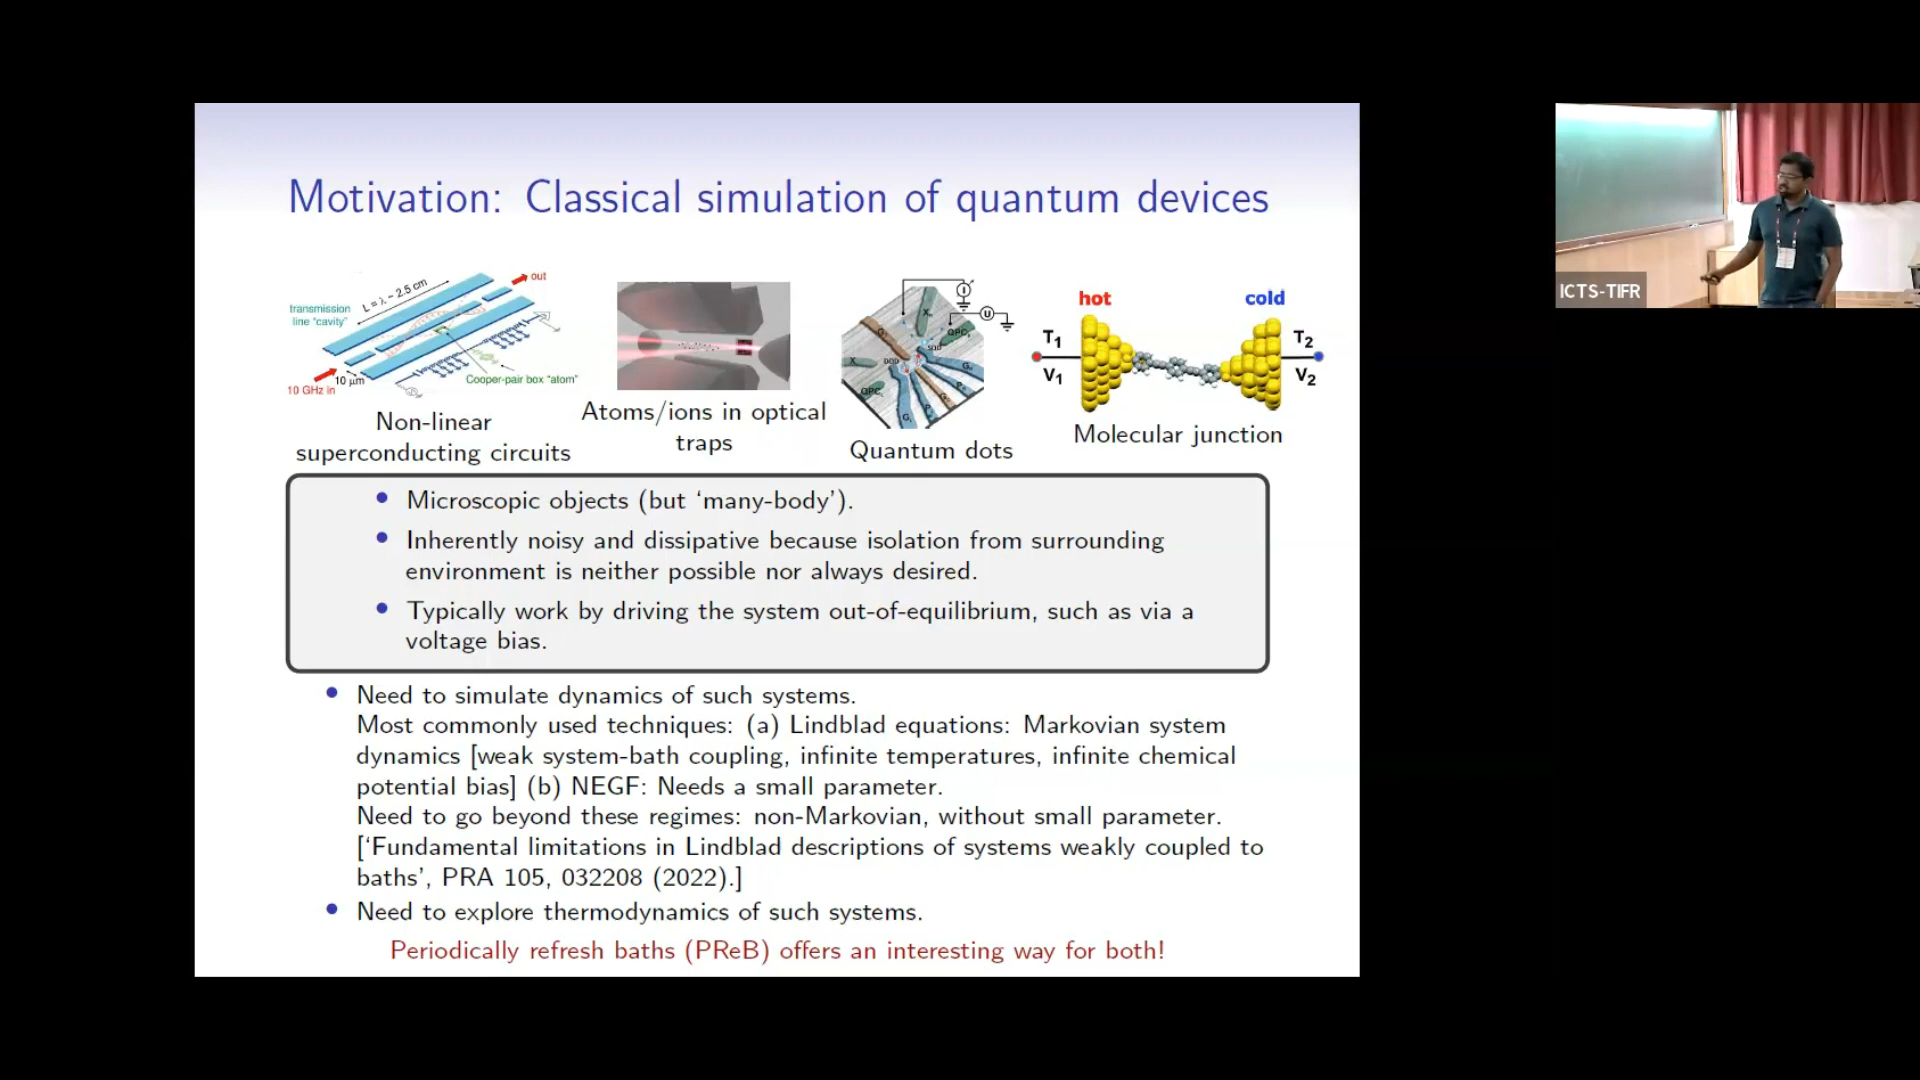 Motivation: Classical simulation of quantum devices
out
L = λ ~ 2.5 cm
transmission
line "cavity"
10 μm
10 GHz in
Cooper-pair box "atom"
Non-linear
superconducting circuits
Atoms/ions in optical
traps
Quantum dots
hot
cold
T1
V1
T2
V2
Molecular junction
• Microscopic objects (but ‘many-body’).
• Inherently noisy and dissipative because isolation from surrounding
environment is neither possible nor always desired.
• Typically work by driving the system out-of-equilibrium, such as via a
voltage bias.
• Need to simulate dynamics of such systems.
Most commonly used techniques: (a) Lindblad equations: Markovian system
dynamics [weak system-bath coupling, infinite temperatures, infinite chemical
potential bias] (b) NEGF: Needs a small parameter.
Need to go beyond these regimes: non-Markovian, without small parameter.
[‘Fundamental limitations in Lindblad descriptions of systems weakly coupled to
baths’, PRA 105, 032208 (2022).]
• Need to explore thermodynamics of such systems.
Periodically refresh baths (PReB) offers an interesting way for both!
ICTS-TIFR